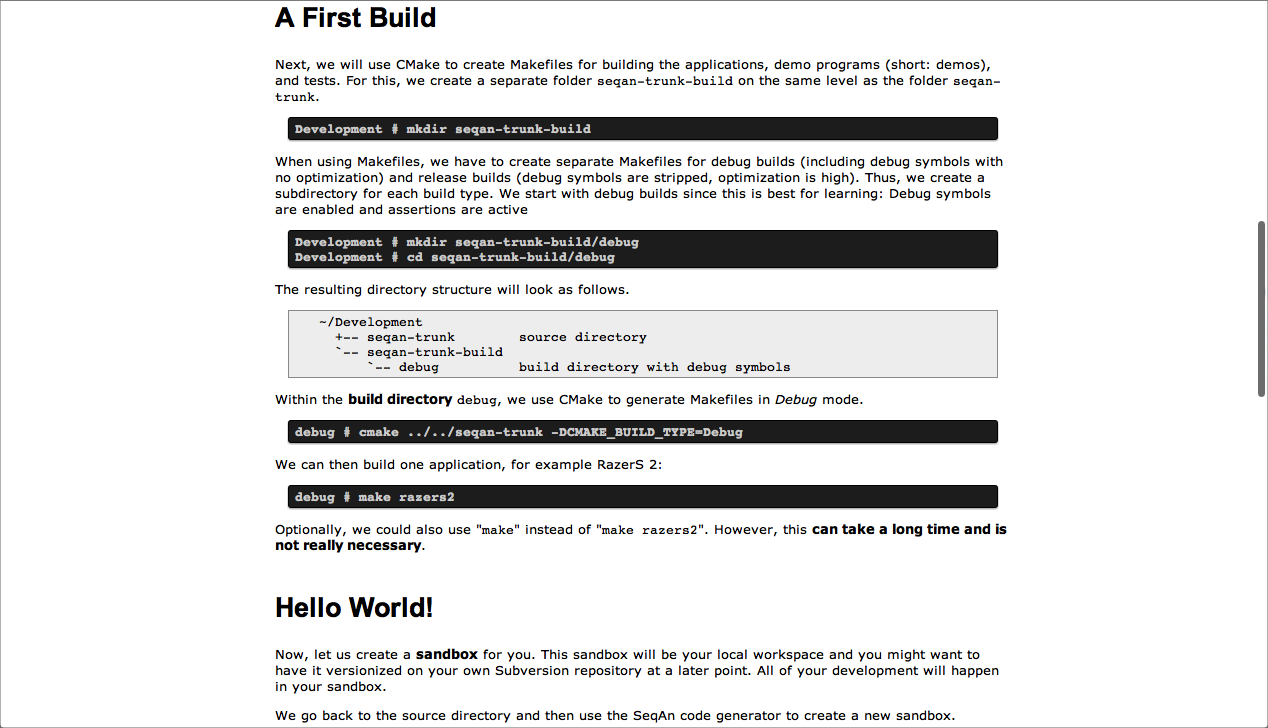 A First Build
Next, we will use CMake to create Makefiles for building the applications, demo programs (short: demos),
and tests. For this, we create a separate folder seqan-trunk-build on the same level as the folder seqan-
trunk.
Development # mkdir seqan-trunk-build
When using Makefiles, we have to create separate Makefiles for debug builds (including debug symbols with
no optimization) and release builds (debug symbols are stripped, optimization is high). Thus, we create a
subdirectory for each build type. We start with debug builds since this is best for learning: Debug symbols
are enabled and assertions are active
Development # mkdir seqan-trunk-build/debug
Development # cd seqan-trunk-build/debug
The resulting directory structure will look as follows.
~/Development
+-- seqan-trunk        source directory
`-- seqan-trunk-build
`-- debug          build directory with debug symbols
Within the build directory debug, we use CMake to generate Makefiles in Debug mode.
debug # cmake ../../seqan-trunk -DCMAKE_BUILD_TYPE=Debug
We can then build one application, for example RazerS 2:
debug # make razers2
Optionally, we could also use "make" instead of "make razers2". However, this can take a long time and is
not really necessary.
Hello World!
Now, let us create a sandbox for you. This sandbox will be your local workspace and you might want to
have it versionized on your own Subversion repository at a later point. All of your development will happen
in your sandbox.
We go back to the source directory and then use the SeqAn code generator to create a new sandbox.